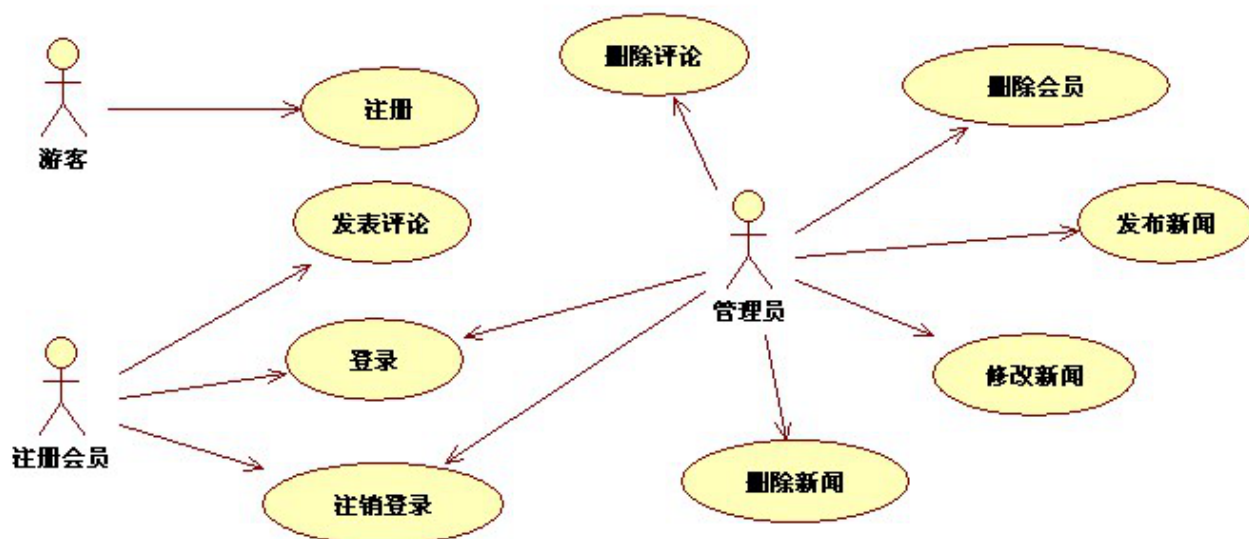 删除评论
删除会员
注册
游客
发表评论
发布新闻
管理员
登录
修改新闻
注册会员
删除新闻
注销登录